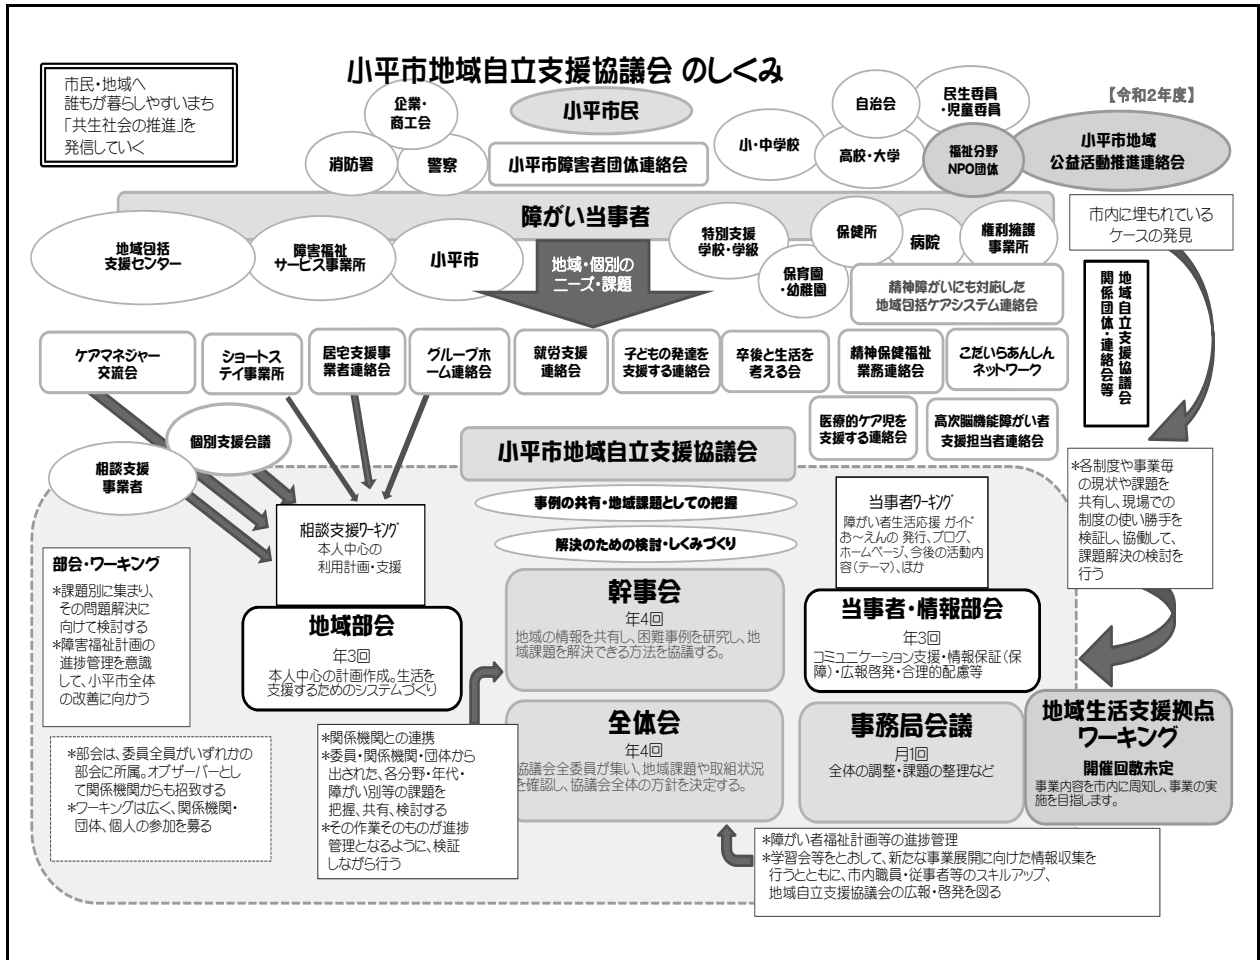 小平市地域自立支援協議会 のしくみ
【令和2年度】
市民・地域へ
誰もが暮らしやすいまち
「共生社会の推進」を
発信していく
企業・
商工会
消防署
警察
小平市民
小平市障害者団体連絡会
小・中学校
自治会
高校・大学
民生委員
・児童委員
福祉分野
NPO団体
小平市地域
公益活動推進連絡会
障がい当事者
地域包括
支援センター
障害福祉
サービス事業所
小平市
地域・個別の
ニーズ・課題
特別支援
学校・学級
保育園
・幼稚園
保健所
病院
権利擁護
事業所
精神障がいにも対応した
地域包括ケアシステム連絡会
市内に埋もれている
ケースの発見
地域自立支援協議会
関係団体・連絡会等
ケアマネジャー
交流会
ショートス
テイ事業所
居宅支援事
業者連絡会
グループホ
ーム連絡会
就労支援
連絡会
子どもの発達を
支援する連絡会
卒後と生活を
考える会
精神保健福祉
業務連絡会
こだいらあんしん
ネットワーク
医療的ケア児を
支援する連絡会
高次脳機能障がい者
支援担当者連絡会
個別支援会議
相談支援
事業者
小平市地域自立支援協議会
事例の共有・地域課題としての把握
解決のための検討・しくみづくり
*各制度や事業毎
の現状や課題を
共有し、現場での
制度の使い勝手を
検証し、協働して、
課題解決の検討を
行う
相談支援ワーキング
本人中心の
利用計画・支援
当事者ワーキング
障がい者生活応援 ガイド
お～えんの 発行、ブログ、
ホームページ、今後の活動内
容(テーマ)、ほか
部会・ワーキング
*課題別に集まり、
その問題解決に
向けて検討する
*障害福祉計画の
進捗管理を意識
して、小平市全体
の改善に向かう
地域部会
年3回
本人中心の計画作成。生活を
支援するためのシステムづくり
幹事会
年4回
地域の情報を共有し、困難事例を研究し、地
域課題を解決できる方法を協議する。
当事者・情報部会
年3回
コミュニケーション支援・情報保証(保
障)・広報啓発・合理的配慮等
*部会は、委員全員がいずれかの
部会に所属。オブザーバーとし
て関係機関からも招致する
*ワーキングは広く、関係機関・
団体、個人の参加を募る
*関係機関との連携
*委員・関係機関・団体から
出された、各分野・年代・
障がい別等の課題を
把握、共有、検討する
*その作業そのものが進捗
管理となるように、検証
しながら行う
全体会
年4回
協議会全委員が集い、地域課題や取組状況
を確認し、協議会全体の方針を決定する。
事務局会議
月1回
全体の調整・課題の整理など
地域生活支援拠点
ワーキング
開催回数未定
事業内容を市内に周知し、事業の実
施を目指します。
*障がい者福祉計画等の進捗管理
*学習会等をとおして、新たな事業展開に向けた情報収集を
行うとともに、市内職員・従事者等のスキルアップ、
地域自立支援協議会の広報・啓発を図る